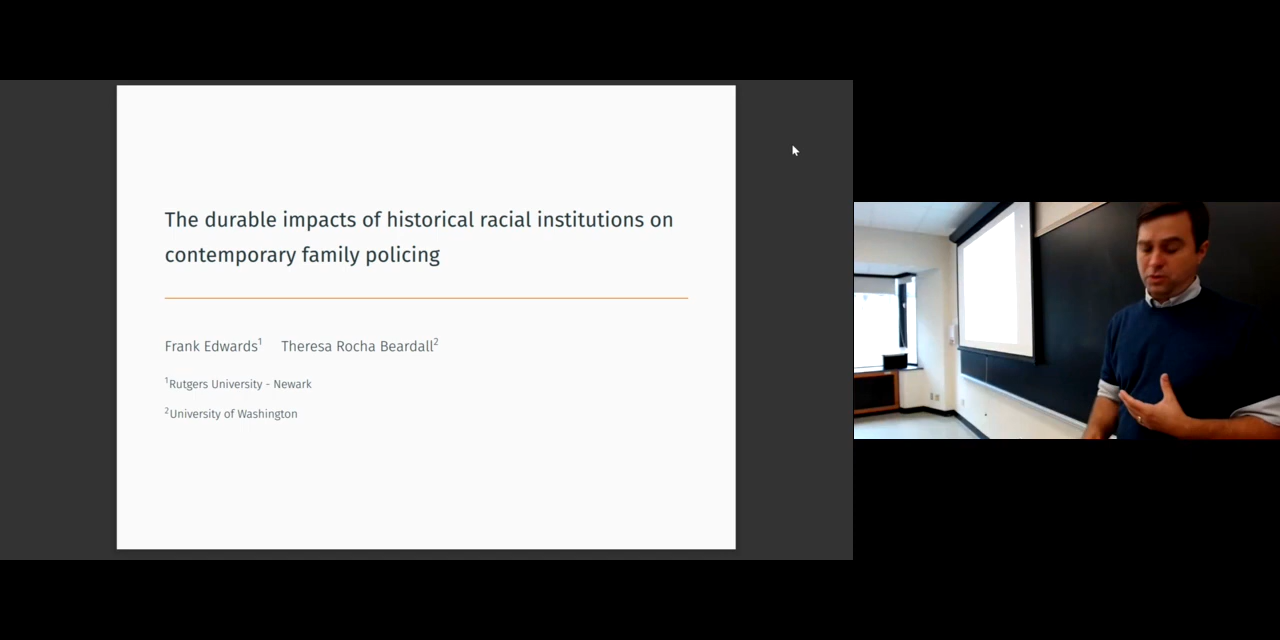 The durable impacts of historical racial institutions on
contemporary family policing
Frank Edwards¹ Theresa Rocha Beardall²
¹Rutgers University - Newark
²University of Washington